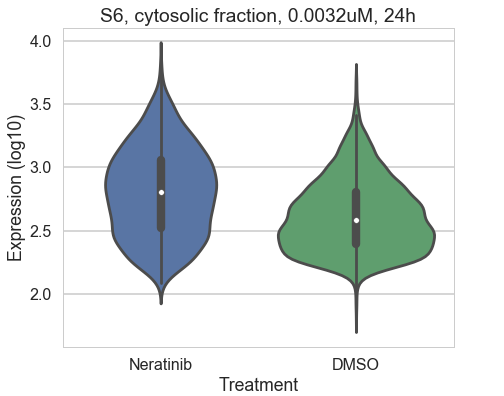 S6, cytosolic fraction, 0.0032uM, 24h
4.0
3.5
3.0
2.5
2.0
Expression (log10)
Neratinib DMSO
Treatment